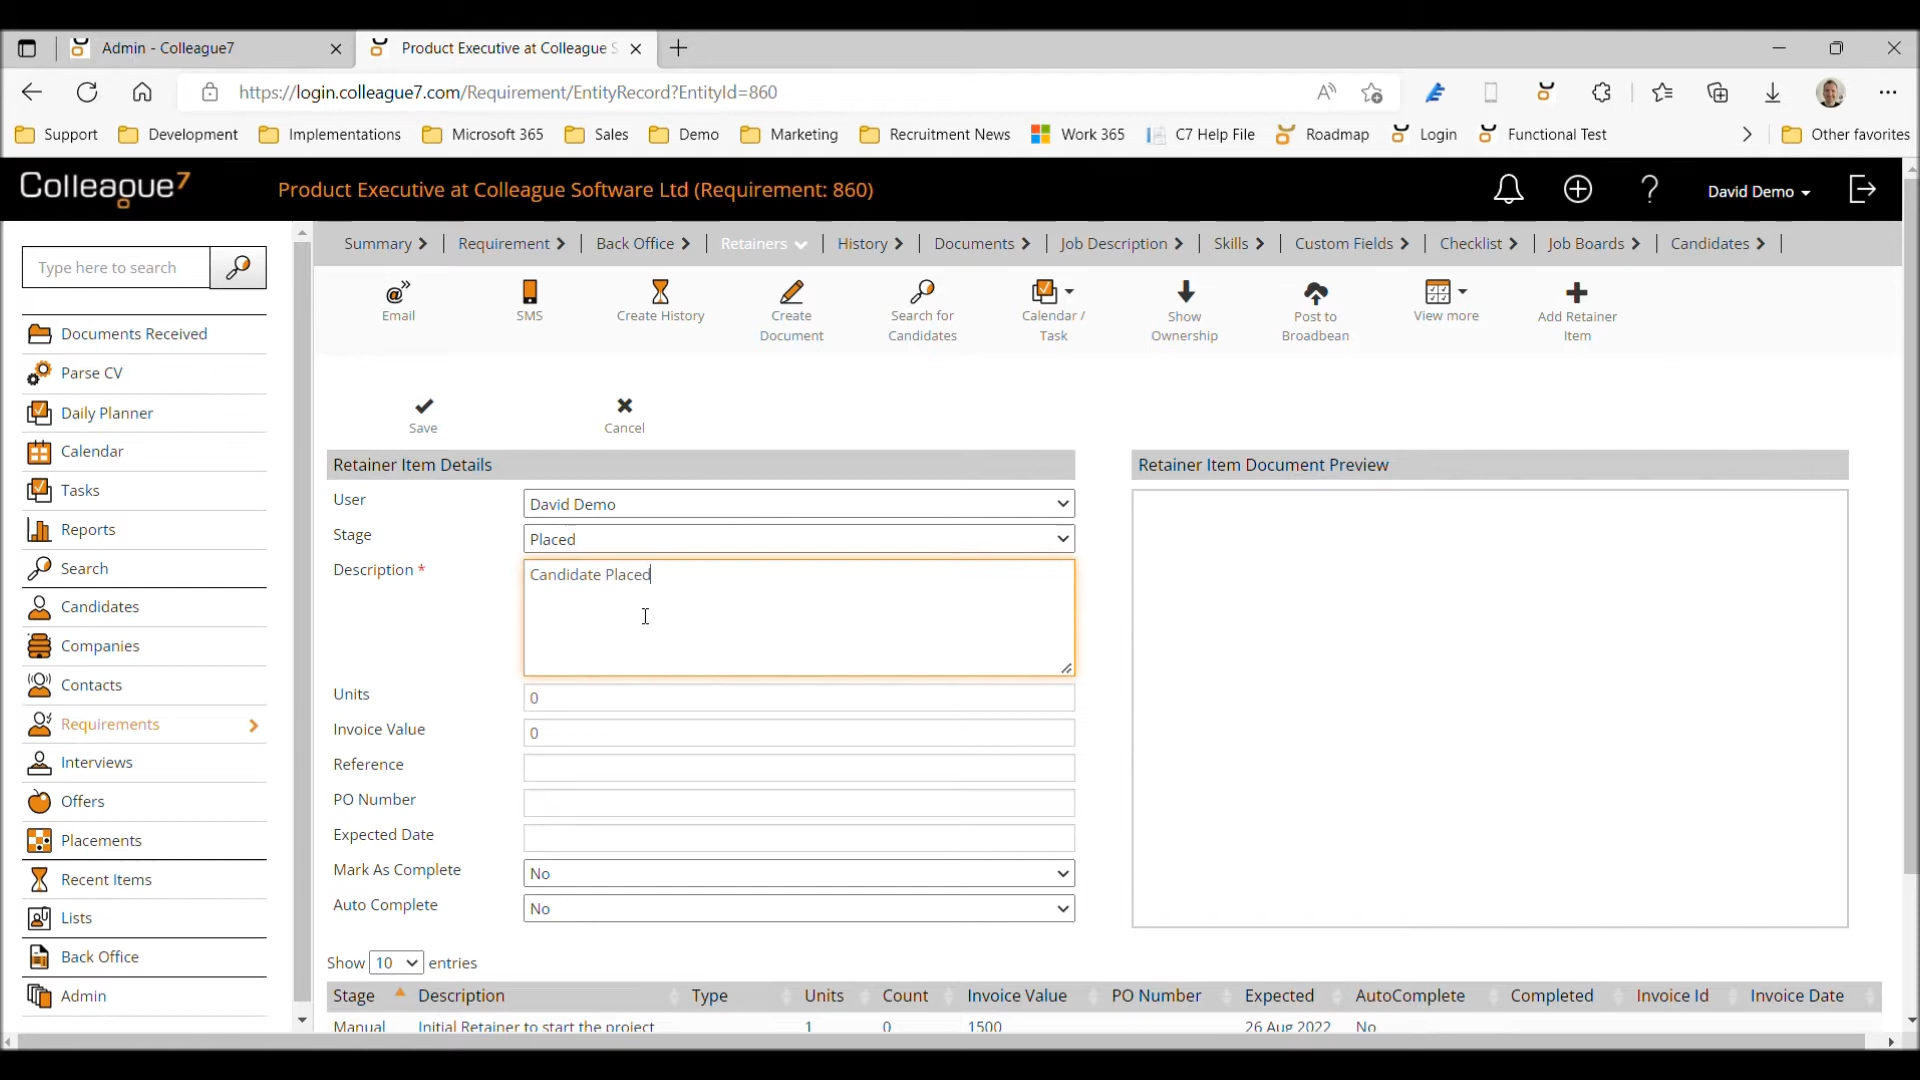 Admin - Colleague7
Product Executive at Colleague S
https://login.colleague7.com/Requirement/EntityRecord?EntityId=860
Support
Development
Implementations
Microsoft 365
Sales
Demo
Marketing
Recruitment News
Work 365
C7 Help File
Roadmap
Login
Functional Test
Other favorites
Colleague7
Product Executive at Colleague Software Ltd (Requirement: 860)
David Demo
Summary
Requirement
Back Office
Retainers
History
Documents
Job Description
Skills
Custom Fields
Checklist
Job Boards
Candidates
Type here to search
Email
SMS
Create History
Create
Document
Search for
Candidates
Calendar /
Task
Show
Ownership
Post to
Broadbean
View more
Add Retainer
Item
Documents Received
Parse CV
Daily Planner
Calendar
Tasks
Reports
Search
Candidates
Companies
Contacts
Requirements
Interviews
Offers
Placements
Recent Items
Lists
Back Office
Admin
Save
Cancel
Retainer Item Details
Retainer Item Document Preview
User
David Demo
Stage
Placed
Description *
Candidate Placed
Units
0
Invoice Value
0
Reference
PO Number
Expected Date
Mark As Complete
No
Auto Complete
No
Show 10 entries
Stage Description Type Units Count Invoice Value PO Number Expected AutoComplete Completed Invoice Id Invoice Date
Manual Initial Retainer to start the project 1 0 1500 26 Aug 2022 No